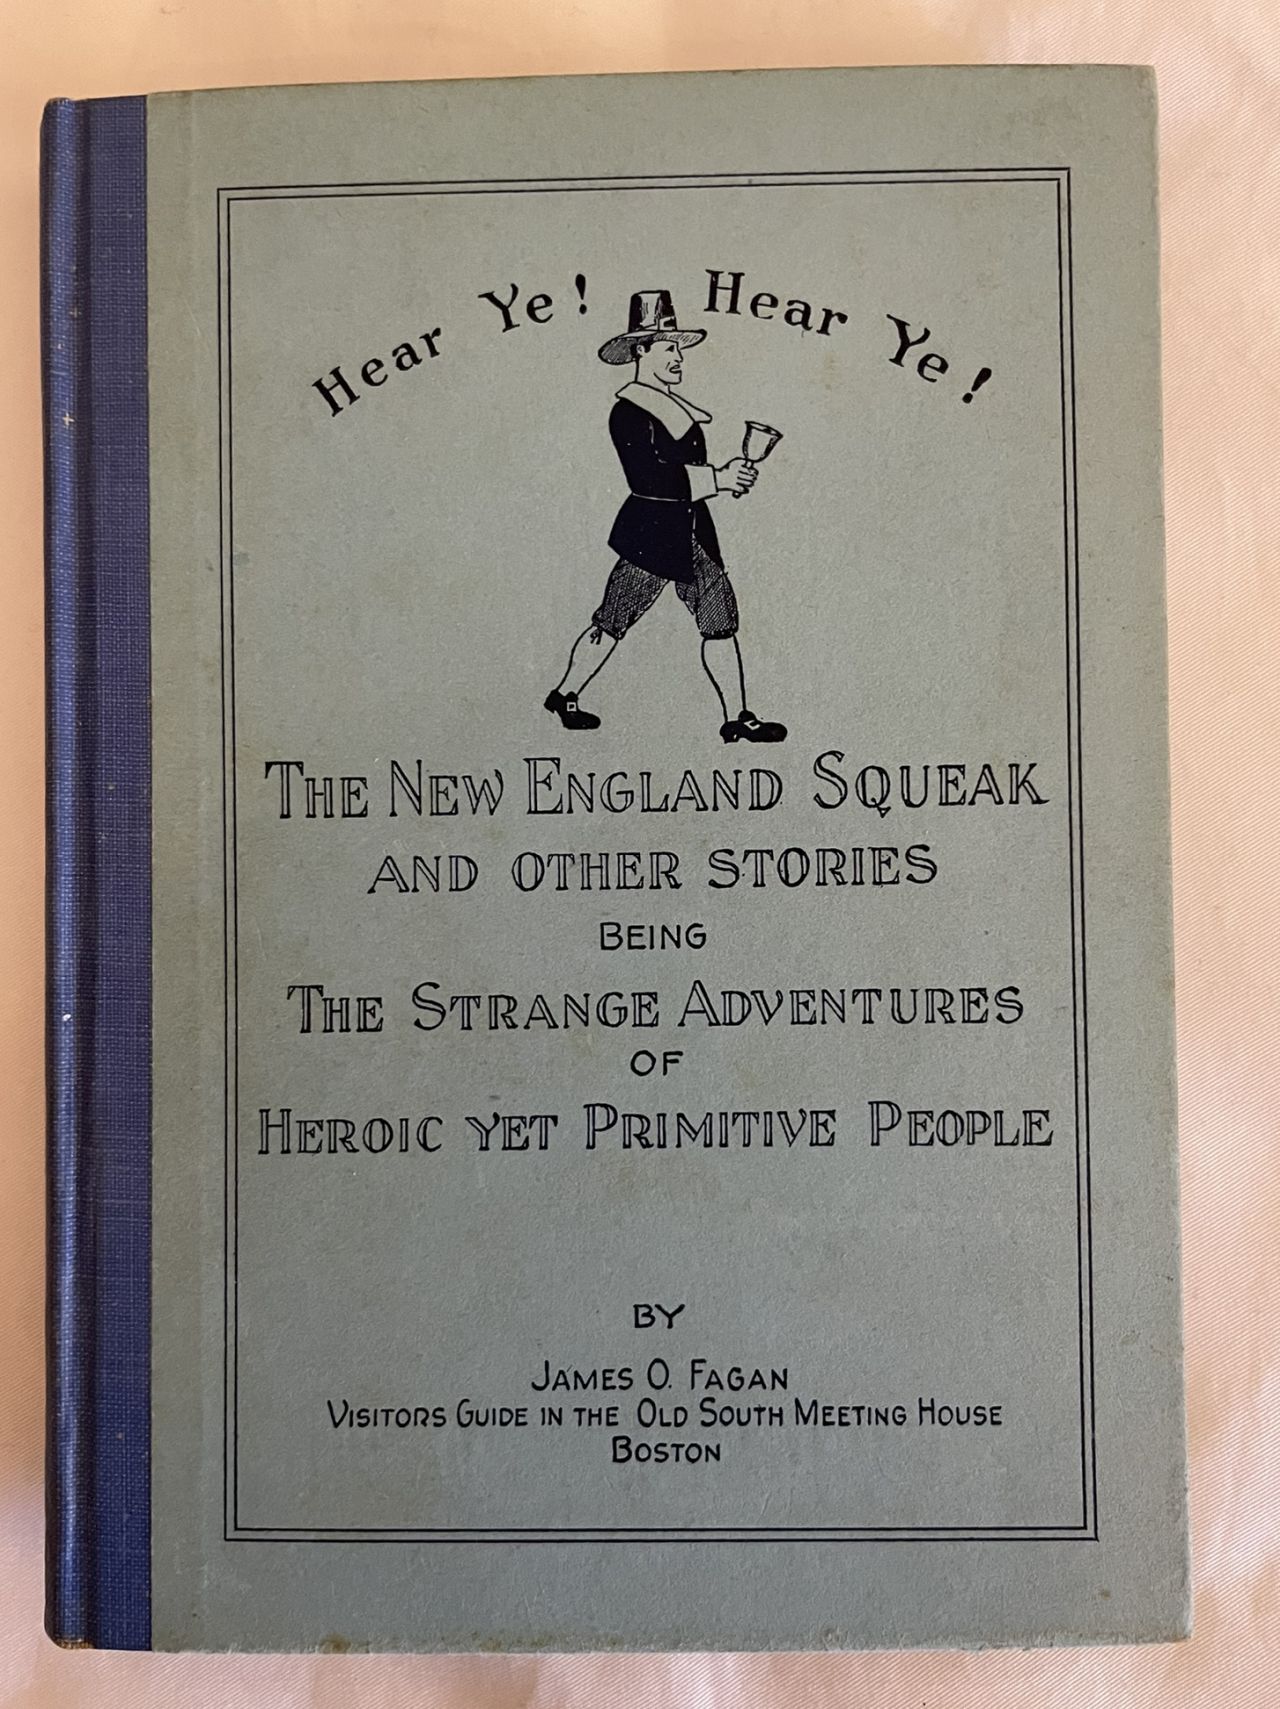 Hear Ye! Hear Ye!
THE NEW ENGLAND SQUEAK
AND OTHER STORIES
BEING
THE STRANGE ADVENTURES
OF
HEROIC YET PRIMITIVE PEOPLE
BY
JAMES O. FAGAN
VISITORS GUIDE IN THE OLD SOUTH MEETING HOUSE
BOSTON